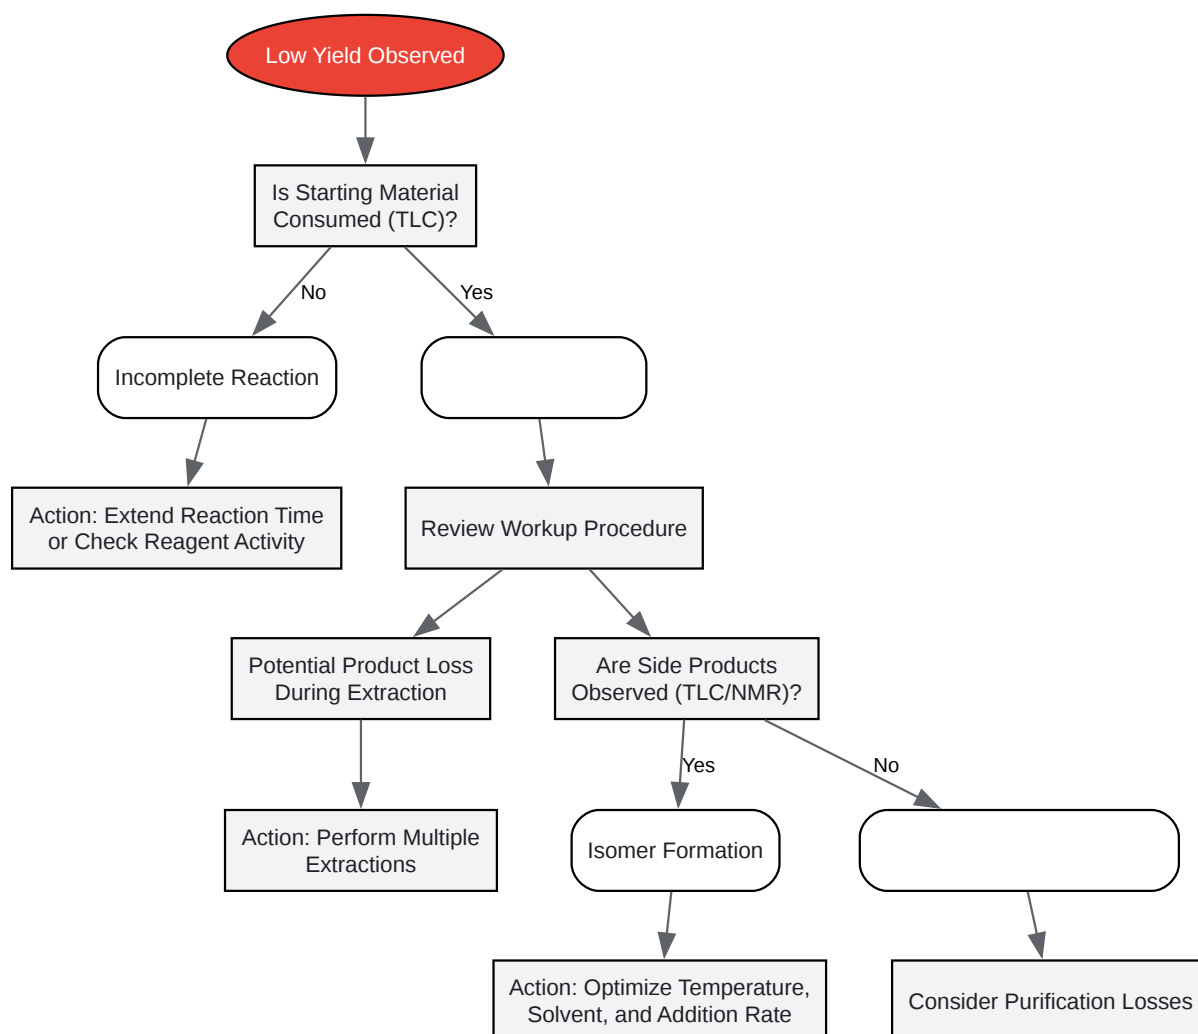 Low Yield Observed
Is Starting Material
Consumed (TLC)?
No
Yes
Incomplete Reaction
Action: Extend Reaction Time
or Check Reagent Activity
Review Workup Procedure
Potential Product Loss
During Extraction
Are Side Products
Observed (TLC/NMR)?
Yes
No
Action: Perform Multiple
Extractions
Isomer Formation
Action: Optimize Temperature,
Solvent, and Addition Rate
Consider Purification Losses